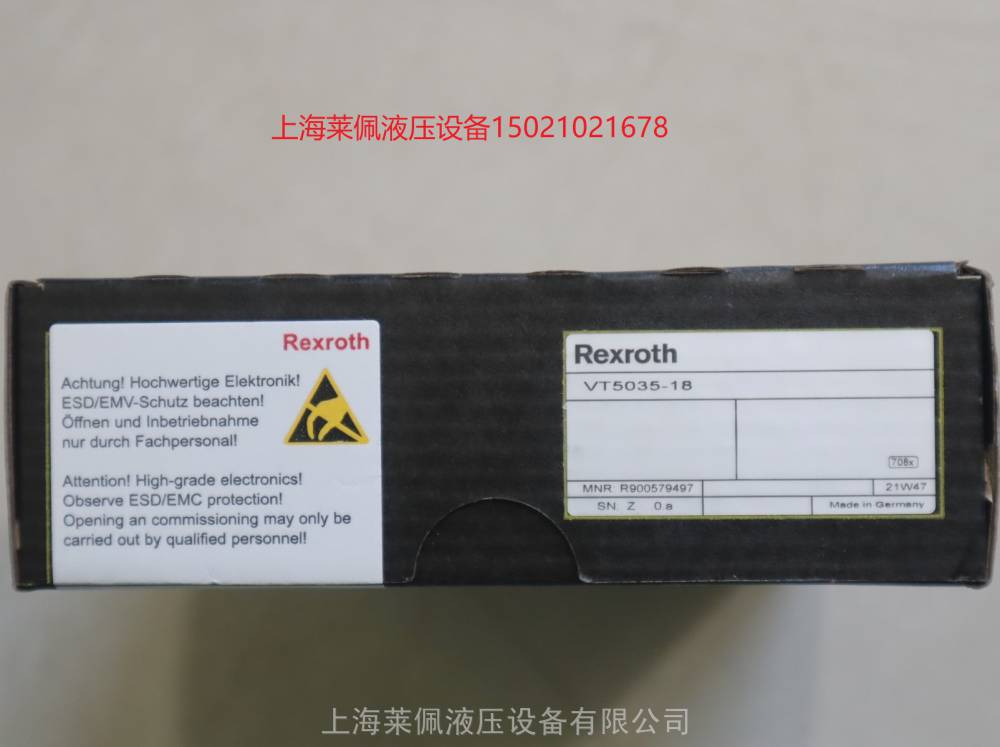 上海莱佩液压设备15021021678
Rexroth
Achtung! Hochwertige Elektronik!
ESD/EMV-Schutz beachten!
Öffnen und Inbetriebnahme
nur durch Fachpersonal!
Attention! High-grade electronics!
Observe ESD/EMC protection!
Opening an commissioning may only be
carried out by qualified personnel!
Rexroth
VT5035-18
708x
MNR: R900579497
21W47
SN: Z 0.a
Made in Germany
上海莱佩液压设备有限公司